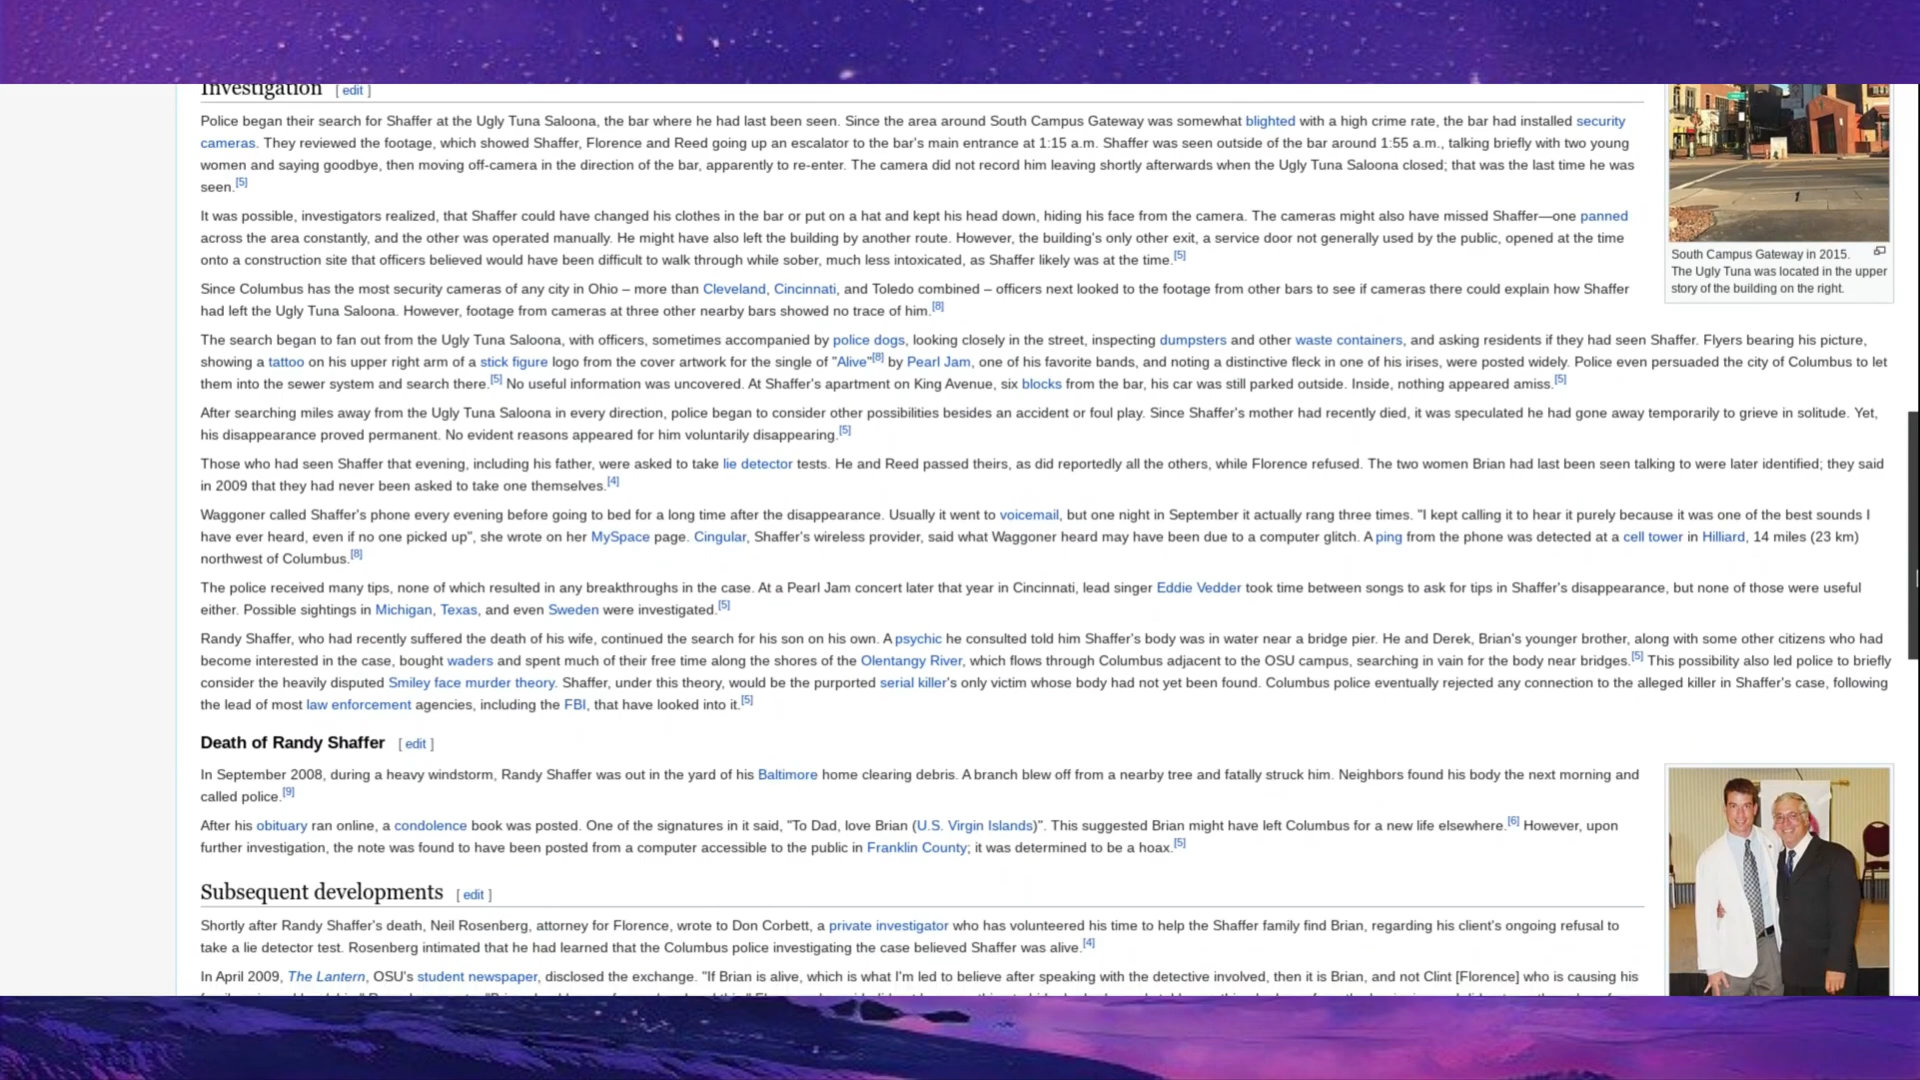 Investigation [ edit ]
Police began their search for Shaffer at the Ugly Tuna Saloona, the bar where he had last been seen. Since the area around South Campus Gateway was somewhat blighted with a high crime rate, the bar had installed security
cameras. They reviewed the footage, which showed Shaffer, Florence and Reed going up an escalator to the bar's main entrance at 1:15 a.m. Shaffer was seen outside of the bar around 1:55 a.m., talking briefly with two young
women and saying goodbye, then moving off-camera in the direction of the bar, apparently to re-enter. The camera did not record him leaving shortly afterwards when the Ugly Tuna Saloona closed; that was the last time he was
seen.[5]
It was possible, investigators realized, that Shaffer could have changed his clothes in the bar or put on a hat and kept his head down, hiding his face from the camera. The cameras might also have missed Shaffer—one panned
across the area constantly, and the other was operated manually. He might have also left the building by another route. However, the building's only other exit, a service door not generally used by the public, opened at the time
onto a construction site that officers believed would have been difficult to walk through while sober, much less intoxicated, as Shaffer likely was at the time.[5]
Since Columbus has the most security cameras of any city in Ohio – more than Cleveland, Cincinnati, and Toledo combined – officers next looked to the footage from other bars to see if cameras there could explain how Shaffer
had left the Ugly Tuna Saloona. However, footage from cameras at three other nearby bars showed no trace of him.[8]
South Campus Gateway in 2015.
The Ugly Tuna was located in the upper
story of the building on the right.
The search began to fan out from the Ugly Tuna Saloona, with officers, sometimes accompanied by police dogs, looking closely in the street, inspecting dumpsters and other waste containers, and asking residents if they had seen Shaffer. Flyers bearing his picture,
showing a tattoo on his upper right arm of a stick figure logo from the cover artwork for the single of "Alive"[8] by Pearl Jam, one of his favorite bands, and noting a distinctive fleck in one of his irises, were posted widely. Police even persuaded the city of Columbus to let
them into the sewer system and search there.[5] No useful information was uncovered. At Shaffer's apartment on King Avenue, six blocks from the bar, his car was still parked outside. Inside, nothing appeared amiss.[5]
After searching miles away from the Ugly Tuna Saloona in every direction, police began to consider other possibilities besides an accident or foul play. Since Shaffer's mother had recently died, it was speculated he had gone away temporarily to grieve in solitude. Yet,
his disappearance proved permanent. No evident reasons appeared for him voluntarily disappearing.[5]
Those who had seen Shaffer that evening, including his father, were asked to take lie detector tests. He and Reed passed theirs, as did reportedly all the others, while Florence refused. The two women Brian had last been seen talking to were later identified; they said
in 2009 that they had never been asked to take one themselves.[4]
Waggoner called Shaffer's phone every evening before going to bed for a long time after the disappearance. Usually it went to voicemail, but one night in September it actually rang three times. "I kept calling it to hear it purely because it was one of the best sounds I
have ever heard, even if no one picked up", she wrote on her MySpace page. Cingular, Shaffer's wireless provider, said what Waggoner heard may have been due to a computer glitch. A ping from the phone was detected at a cell tower in Hilliard, 14 miles (23 km)
northwest of Columbus.[8]
The police received many tips, none of which resulted in any breakthroughs in the case. At a Pearl Jam concert later that year in Cincinnati, lead singer Eddie Vedder took time between songs to ask for tips in Shaffer's disappearance, but none of those were useful
either. Possible sightings in Michigan, Texas, and even Sweden were investigated.[5]
Randy Shaffer, who had recently suffered the death of his wife, continued the search for his son on his own. A psychic he consulted told him Shaffer's body was in water near a bridge pier. He and Derek, Brian's younger brother, along with some other citizens who had
become interested in the case, bought waders and spent much of their free time along the shores of the Olentangy River, which flows through Columbus adjacent to the OSU campus, searching in vain for the body near bridges.[5] This possibility also led police to briefly
consider the heavily disputed Smiley face murder theory. Shaffer, under this theory, would be the purported serial killer's only victim whose body had not yet been found. Columbus police eventually rejected any connection to the alleged killer in Shaffer's case, following
the lead of most law enforcement agencies, including the FBI, that have looked into it.[5]
Death of Randy Shaffer [ edit ]
In September 2008, during a heavy windstorm, Randy Shaffer was out in the yard of his Baltimore home clearing debris. A branch blew off from a nearby tree and fatally struck him. Neighbors found his body the next morning and
called police.[9]
After his obituary ran online, a condolence book was posted. One of the signatures in it said, "To Dad, love Brian (U.S. Virgin Islands)". This suggested Brian might have left Columbus for a new life elsewhere.[6] However, upon
further investigation, the note was found to have been posted from a computer accessible to the public in Franklin County; it was determined to be a hoax.[5]
Subsequent developments [ edit ]
Shortly after Randy Shaffer's death, Neil Rosenberg, attorney for Florence, wrote to Don Corbett, a private investigator who has volunteered his time to help the Shaffer family find Brian, regarding his client's ongoing refusal to
take a lie detector test. Rosenberg intimated that he had learned that the Columbus police investigating the case believed Shaffer was alive.[4]
In April 2009, The Lantern, OSU's student newspaper, disclosed the exchange. "If Brian is alive, which is what I'm led to believe after speaking with the detective involved, then it is Brian, and not Clint [Florence] who is causing his